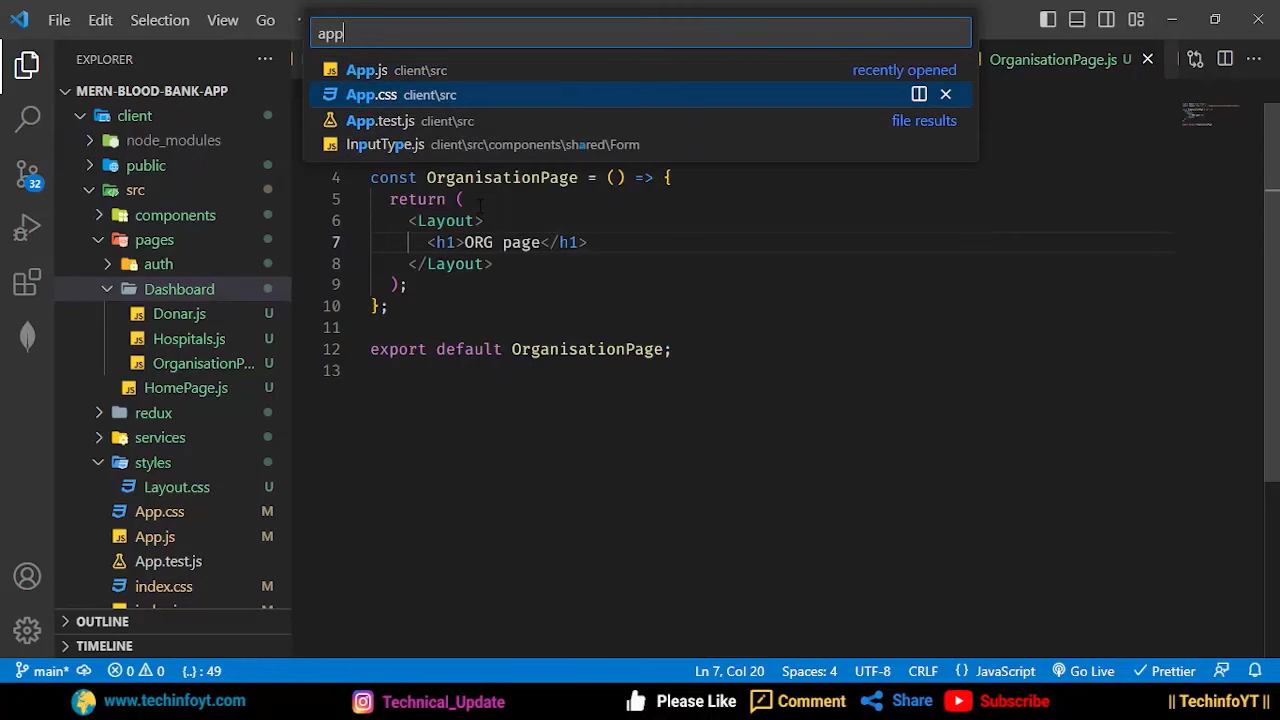 File Edit Selection View Go
app
App.js client\src recently opened
App.css client\src
App.test.js client\src file results
InputType.js client\src\components\shared\Form
OrganisationPage.js U
EXPLORER
MERN-BLOOD-BANK-APP
client
node_modules
public
src
components
pages
auth
Dashboard
Donar.js U
Hospitals.js U
OrganisationP... U
HomePage.js U
redux
services
styles
Layout.css U
App.css M
App.js M
App.test.js
index.css M
OUTLINE
TIMELINE
32
4 const OrganisationPage = () => {
5 return (
6 <Layout>
7 <h1>ORG page</h1>
8 </Layout>
9 );
10 };
11
12 export default OrganisationPage;
13
main* 0 0 {..} : 49 Ln 7, Col 20 Spaces: 4 UTF-8 CRLF {} JavaScript Go Live Prettier
www.techinfoyt.com Technical_Update Please Like Comment Share Subscribe || TechinfoYT ||